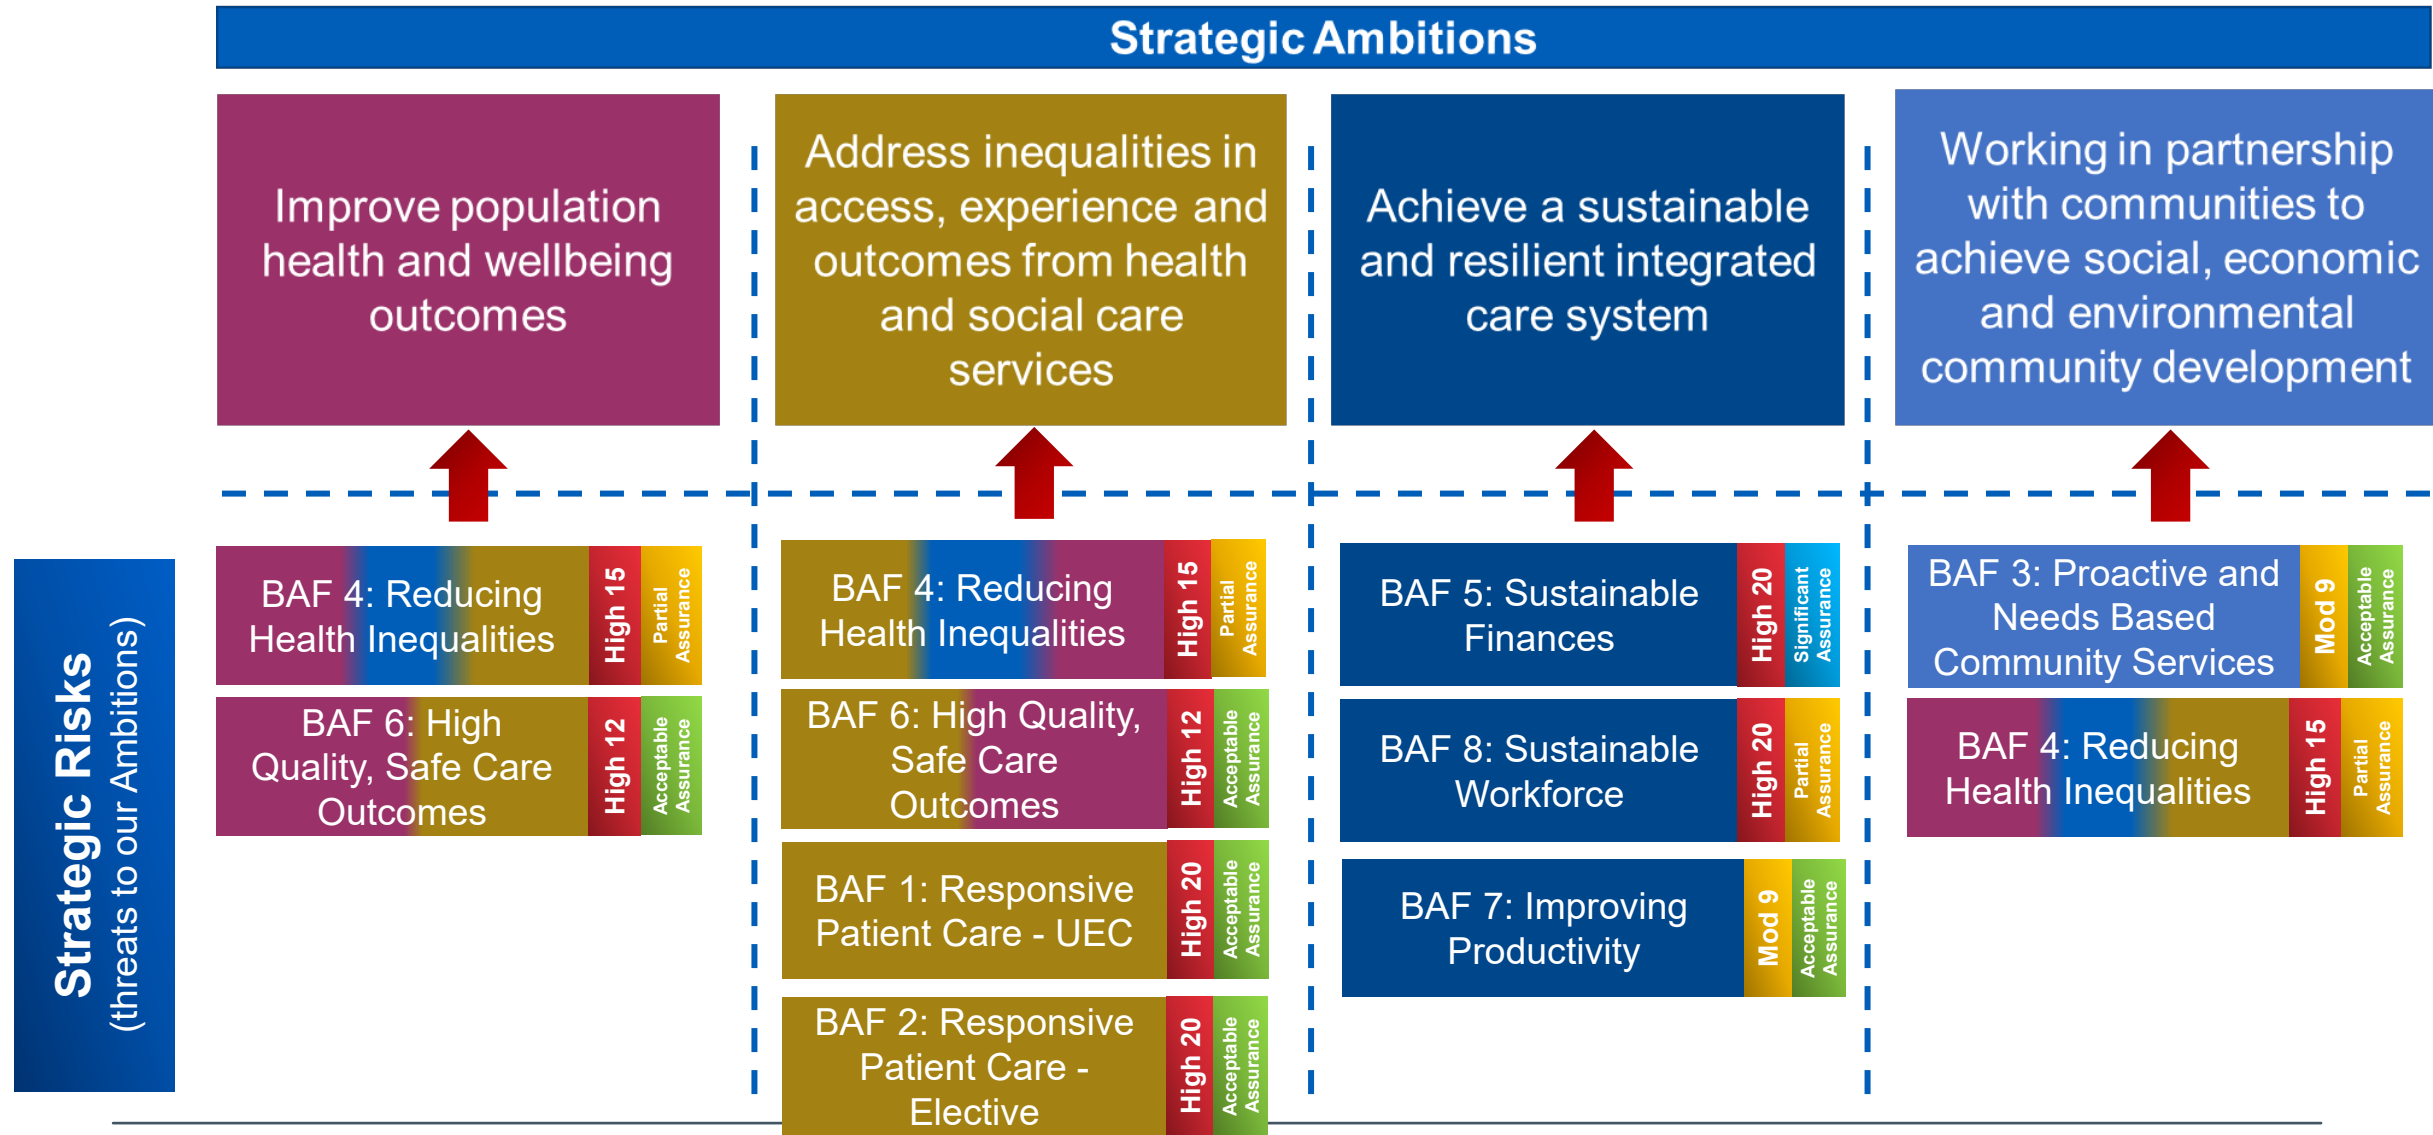 Strategic Ambitions
Improve population
health and wellbeing
outcomes
Address inequalities in
access, experience and
outcomes from health
and social care
services
Achieve a sustainable
and resilient integrated
care system
Working in partnership
with communities to
achieve social, economic
and environmental
community development
Strategic Risks
(threats to our Ambitions)
BAF 4: Reducing
Health Inequalities
High 15
Partial
Assurance
BAF 6: High
Quality, Safe Care
Outcomes
High 12
Acceptable
Assurance
BAF 4: Reducing
Health Inequalities
High 15
Partial
Assurance
BAF 6: High Quality,
Safe Care
Outcomes
High 12
Acceptable
Assurance
BAF 1: Responsive
Patient Care - UEC
High 20
Acceptable
Assurance
BAF 2: Responsive
Patient Care -
Elective
High 20
Acceptable
Assurance
BAF 5: Sustainable
Finances
High 20
Significant
Assurance
BAF 8: Sustainable
Workforce
High 20
Partial
Assurance
BAF 7: Improving
Productivity
Mod 9
Acceptable
Assurance
BAF 3: Proactive and
Needs Based
Community Services
Mod 9
Acceptable
Assurance
BAF 4: Reducing
Health Inequalities
High 15
Partial
Assurance